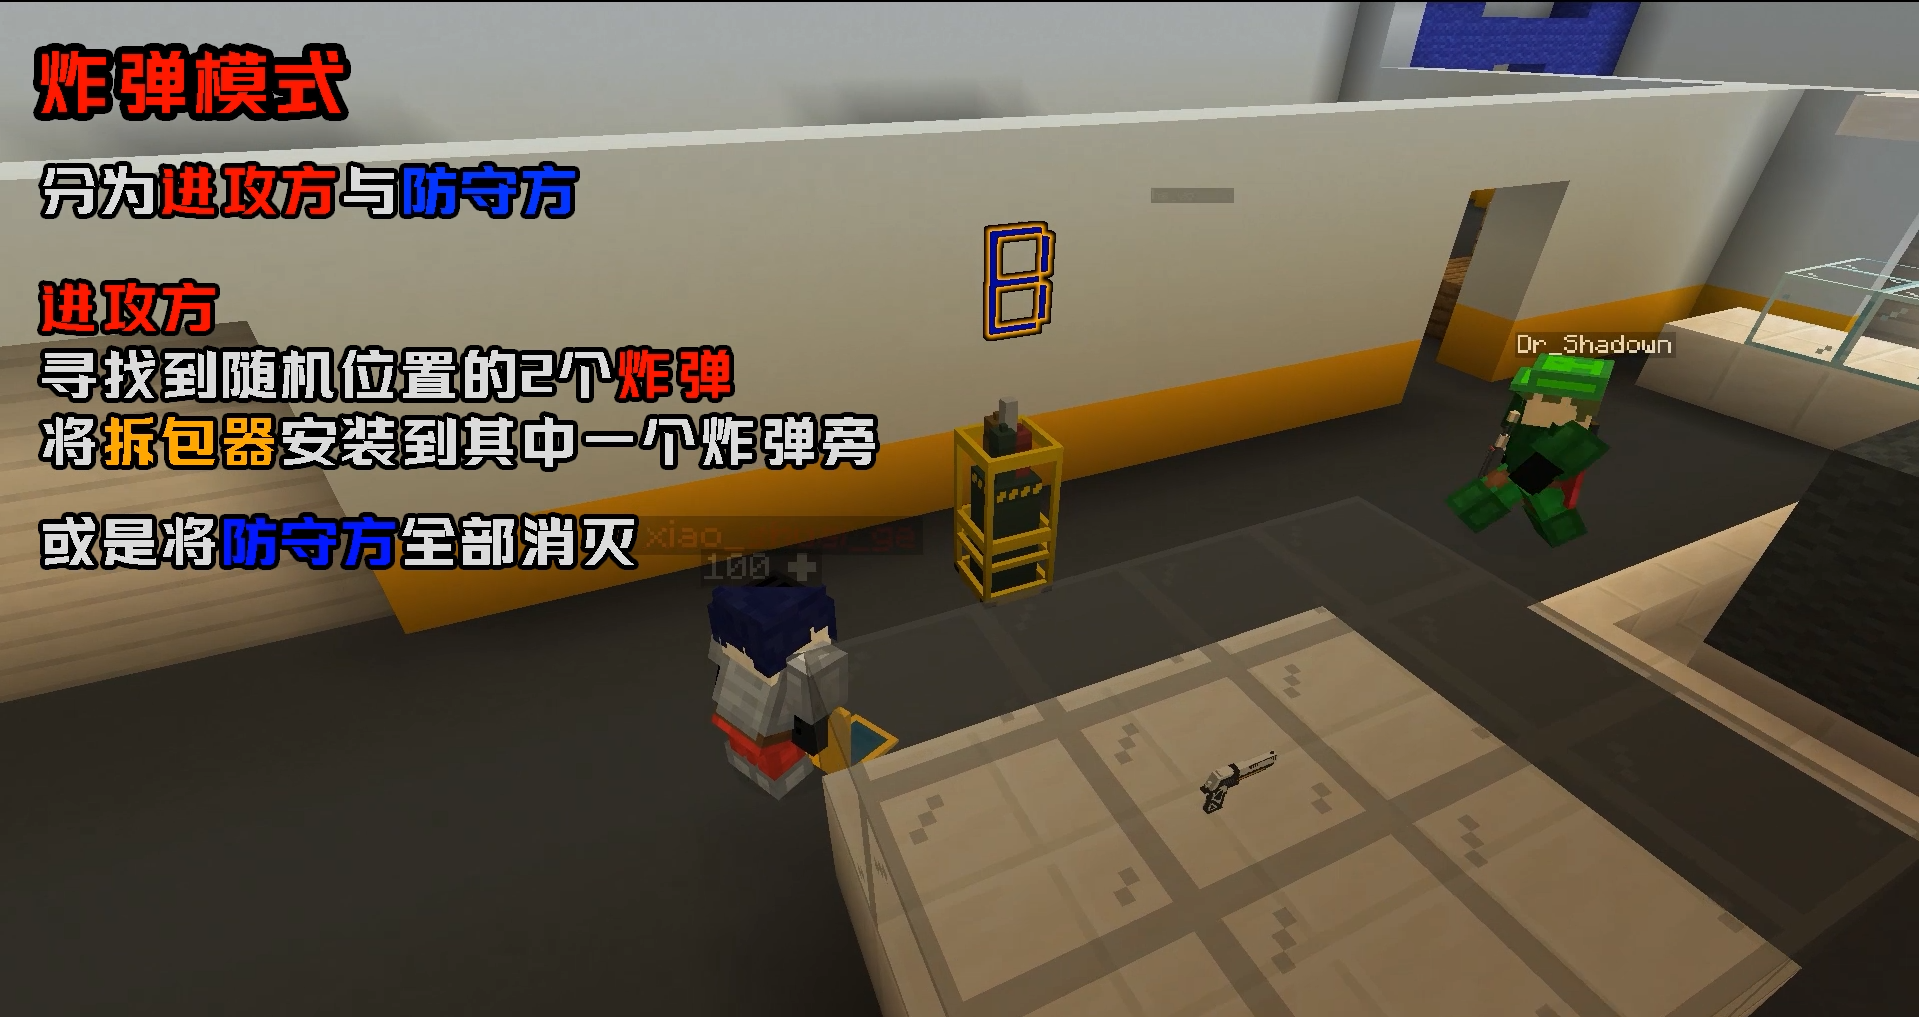 炸弹模式
分为进攻方与防守方
进攻方
寻找到随机位置的2个炸弹
将拆包器安装到其中一个炸弹旁
或是将防守方全部消灭
B
Dr_Shadown
100 +